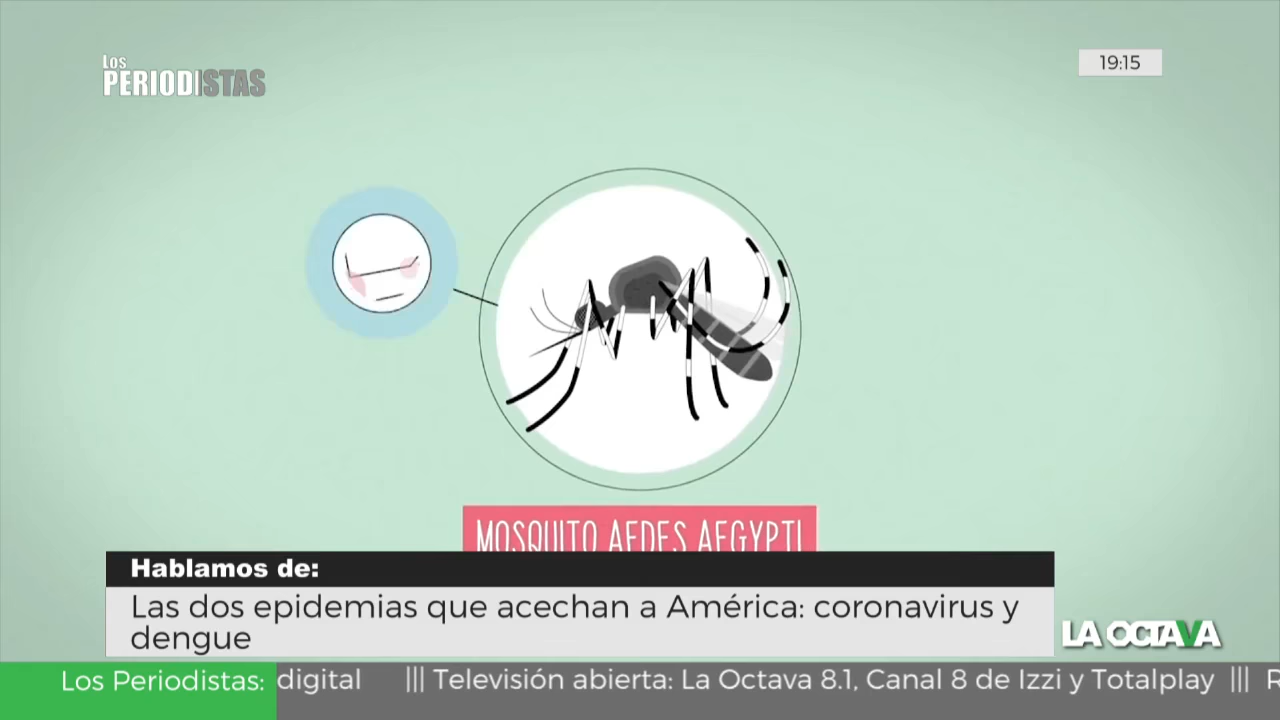 Los
PERIODISTAS
19:15
MOSQUITO AEDES AEGYPTI
Hablamos de:
Las dos epidemias que acechan a América: coronavirus y
dengue
LA OCTAVA
Los Periodistas: digital ||| Televisión abierta: La Octava 8.1, Canal 8 de Izzi y Totalplay ||| R